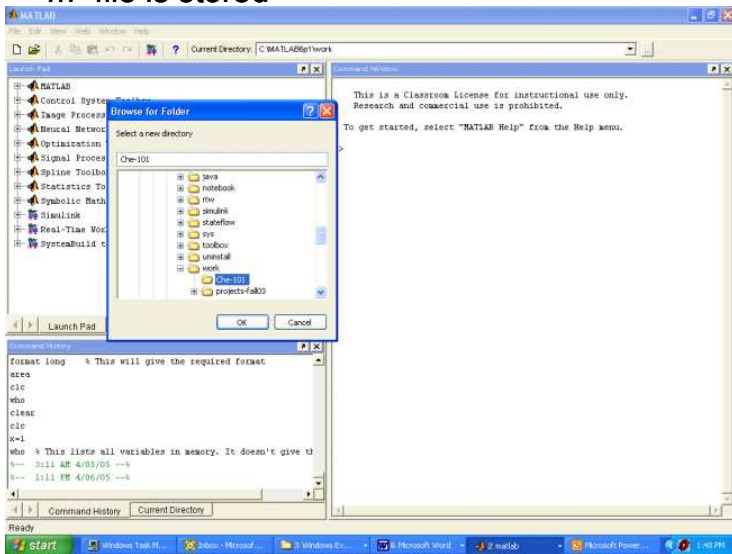 m- file is stored
MATLAB
File Edit View Web Window Help
? Current Directory: C:\MATLAB6p1\work
Launch Pad
Command Window
MATLAB
Control System Toolbox
Image Process
Neural Networ
Optimization
Signal Proces
Spline Toolbo
Statistics To
Symbolic Math
Simulink
Real-Time Wor
SystemBuild t
Launch Pad
Browse for Folder
Select a new directory
Che-101
java
notebook
rtw
simulink
stateflow
sys
toolbox
uninstall
work
Che-101
projects-fall03
OK Cancel
This is a Classroom License for instructional use only.
Research and commercial use is prohibited.
To get started, select "MATLAB Help" from the Help menu.
>
Command History
format long % This will give the required format
area
clc
who
clear
clc
x=1
who % This lists all variables in memory. It doesn't give th
%-- 3:11 AM 4/05/05 --%
%-- 1:11 PM 4/06/05 --%
Command History Current Directory
Ready
start Windows Task M... Inbox - Microsof... 3 Windows Ex... 6 Microsoft Word 2 matlab Microsoft Power... 1:40 PM